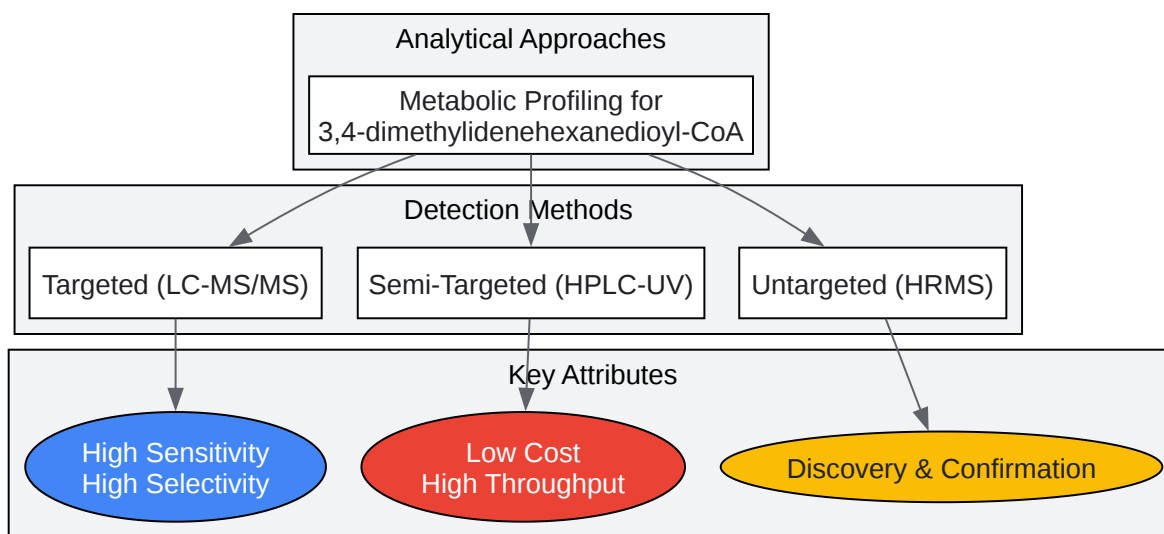 Analytical Approaches
Metabolic Profiling for
3,4-dimethylidenehexanedioyl-CoA
Detection Methods
Targeted (LC-MS/MS)
Semi-Targeted (HPLC-UV)
Untargeted (HRMS)
Key Attributes
High Sensitivity
High Selectivity
Low Cost
High Throughput
Discovery & Confirmation